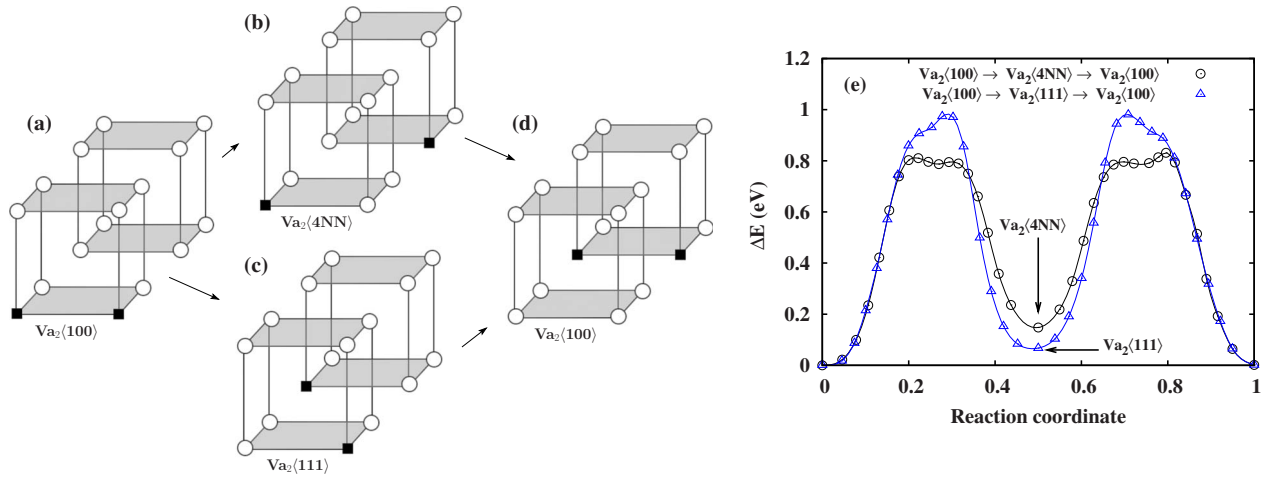 (a)
Va₂⟨100⟩
(b)
Va₂⟨4NN⟩
(c)
Va₂⟨111⟩
(d)
Va₂⟨100⟩
(e)
Va₂⟨100⟩ → Va₂⟨4NN⟩ → Va₂⟨100⟩
Va₂⟨100⟩ → Va₂⟨111⟩ → Va₂⟨100⟩
1.2
1
0.8
0.6
0.4
0.2
0
ΔE (eV)
Va₂⟨4NN⟩
Va₂⟨111⟩
0
0.2
0.4
0.6
0.8
1
Reaction coordinate